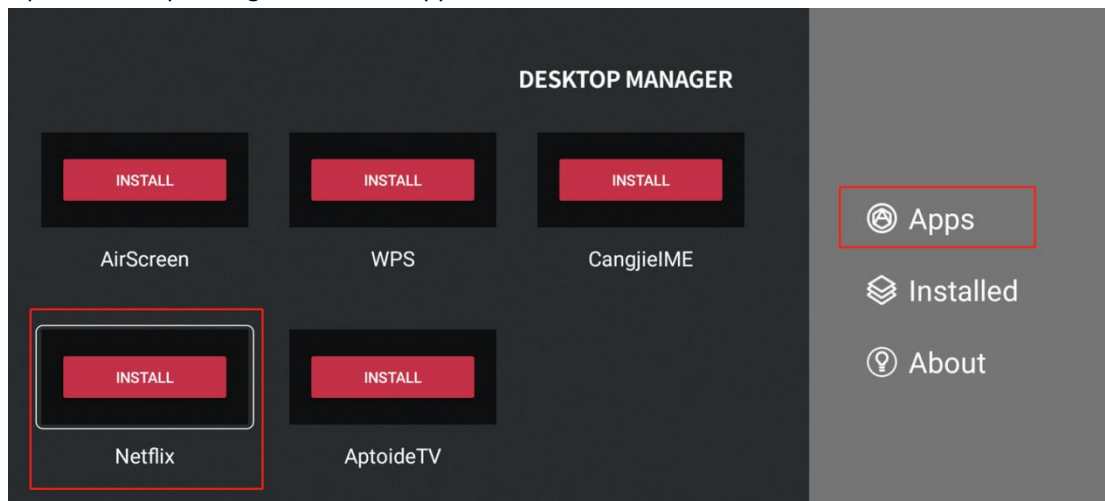 DESKTOP MANAGER
INSTALL
INSTALL
INSTALL
AirScreen
WPS
CangjieIME
INSTALL
INSTALL
Netflix
AptoideTV
Apps
Installed
About